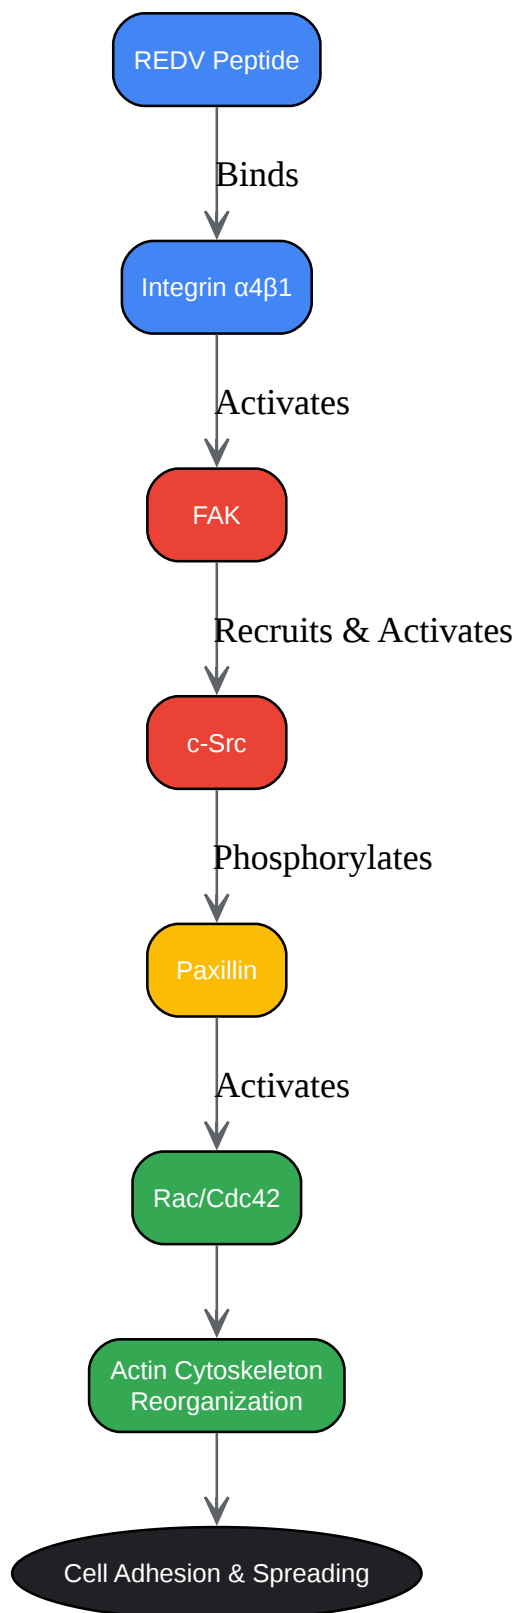 REDV Peptide
Binds
Integrin α4β1
Activates
FAK
Recruits & Activates
c-Src
Phosphorylates
Paxillin
Activates
Rac/Cdc42
Actin Cytoskeleton
Reorganization
Cell Adhesion & Spreading